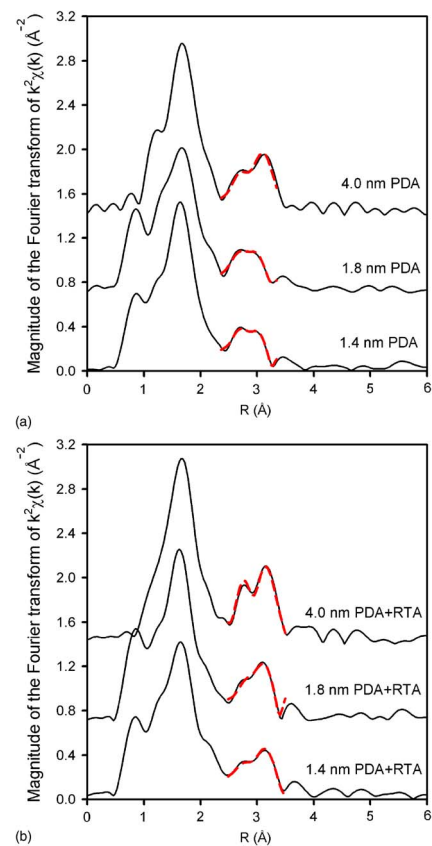 3.2
2.8
2.4
2.0
1.6
1.2
0.8
0.4
0.0
Magnitude of the Fourier transform of k²χ(k) (Å⁻²)
4.0 nm PDA
1.8 nm PDA
1.4 nm PDA
0 1 2 3 4 5 6
R (Å)
(a)
3.2
2.8
2.4
2.0
1.6
1.2
0.8
0.4
0.0
Magnitude of the Fourier transform of k²χ(k) (Å⁻²)
4.0 nm PDA+RTA
1.8 nm PDA+RTA
1.4 nm PDA+RTA
0 1 2 3 4 5 6
R (Å)
(b)